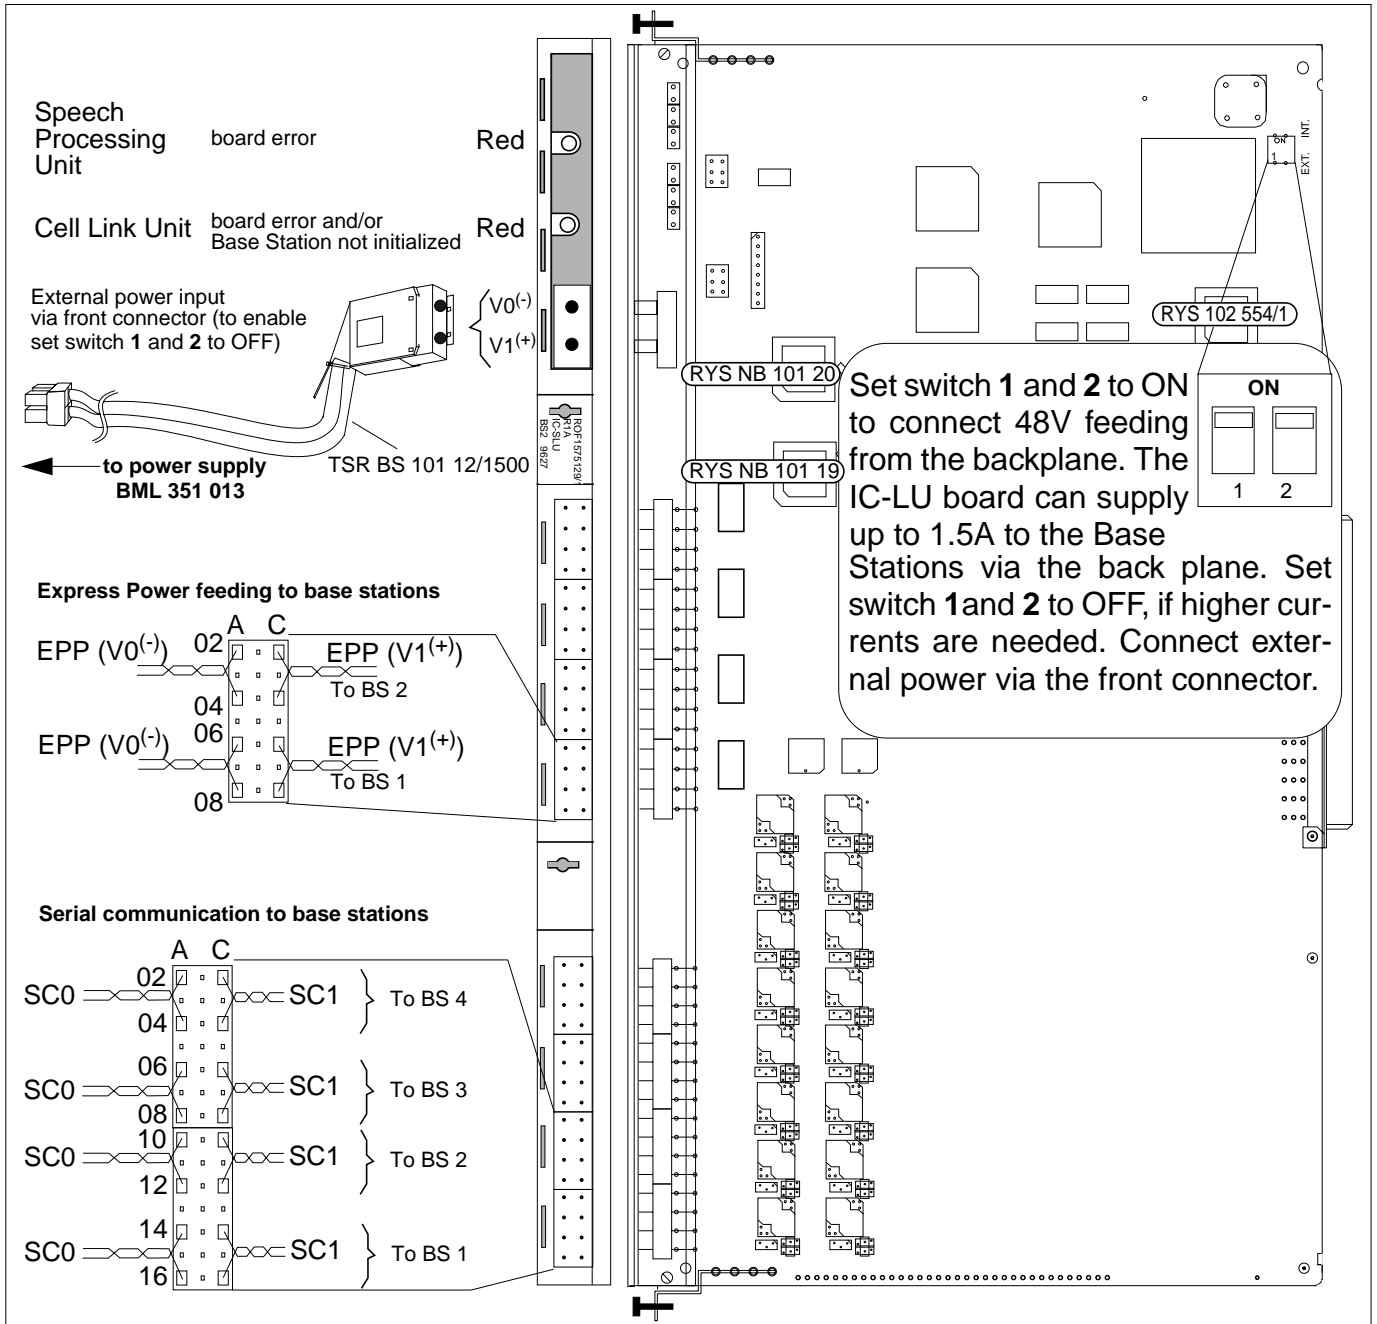 Speech
Processing
Unit
board error
Red
Cell Link Unit
board error and/or
Base Station not initialized
Red
External power input
via front connector (to enable
set switch 1 and 2 to OFF)
V0(-)
V1(+)
TSR BS 101 12/1500
to power supply
BML 351 013
ROF1575129/1
R1A
IC-SLU
BS2 9627
Express Power feeding to base stations
A C
EPP (V0(-))
02
EPP (V1(+))
To BS 2
04
EPP (V0(-))
06
EPP (V1(+))
To BS 1
08
Serial communication to base stations
A C
02
SC0
SC1
To BS 4
04
06
SC0
SC1
To BS 3
08
10
SC0
SC1
To BS 2
12
14
SC0
SC1
To BS 1
16
ON
1
EXT. INT.
RYS 102 554/1
RYS NB 101 20
RYS NB 101 19
Set switch 1 and 2 to ON
to connect 48V feeding
from the backplane. The
IC-LU board can supply
up to 1.5A to the Base
Stations via the back plane. Set
switch 1and 2 to OFF, if higher cur-
rents are needed. Connect exter-
nal power via the front connector.
ON
1 2